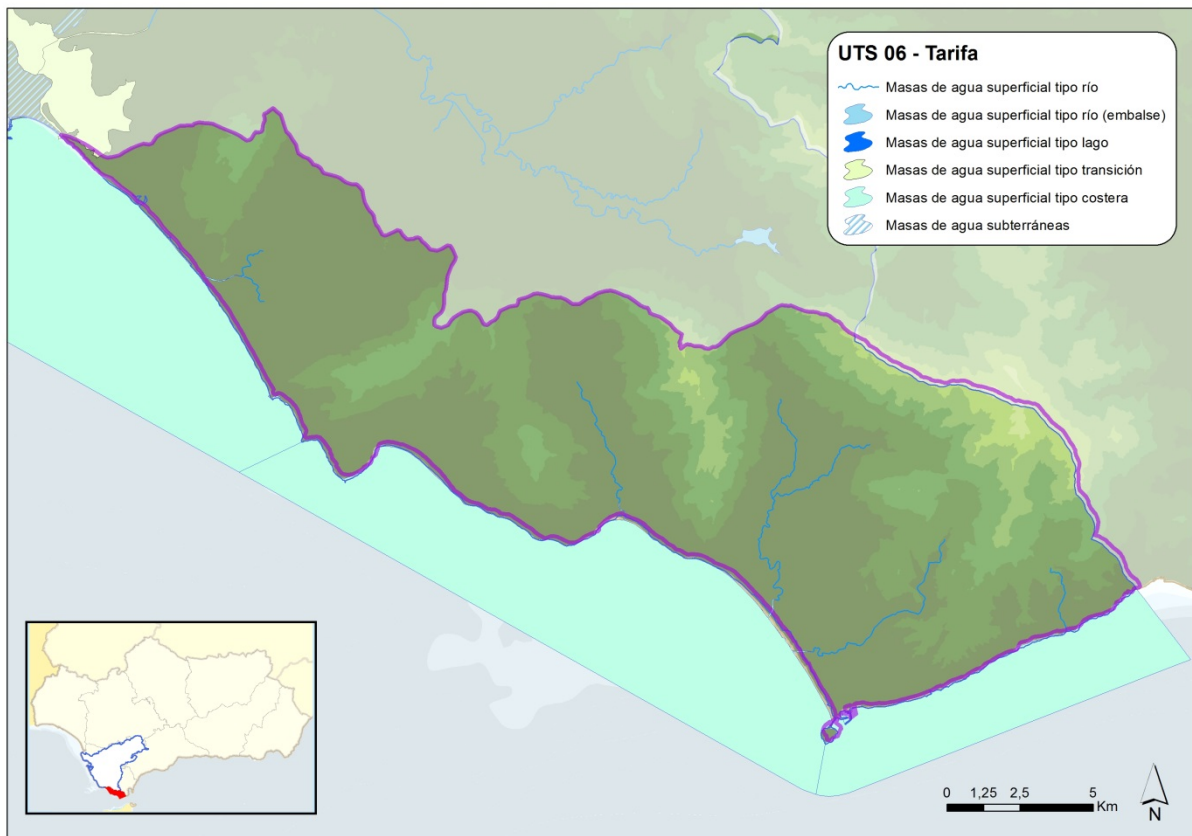 UTS 06 - Tarifa
Masas de agua superficial tipo río
Masas de agua superficial tipo río (embalse)
Masas de agua superficial tipo lago
Masas de agua superficial tipo transición
Masas de agua superficial tipo costera
Masas de agua subterráneas
0 1,25 2,5 5
Km
N